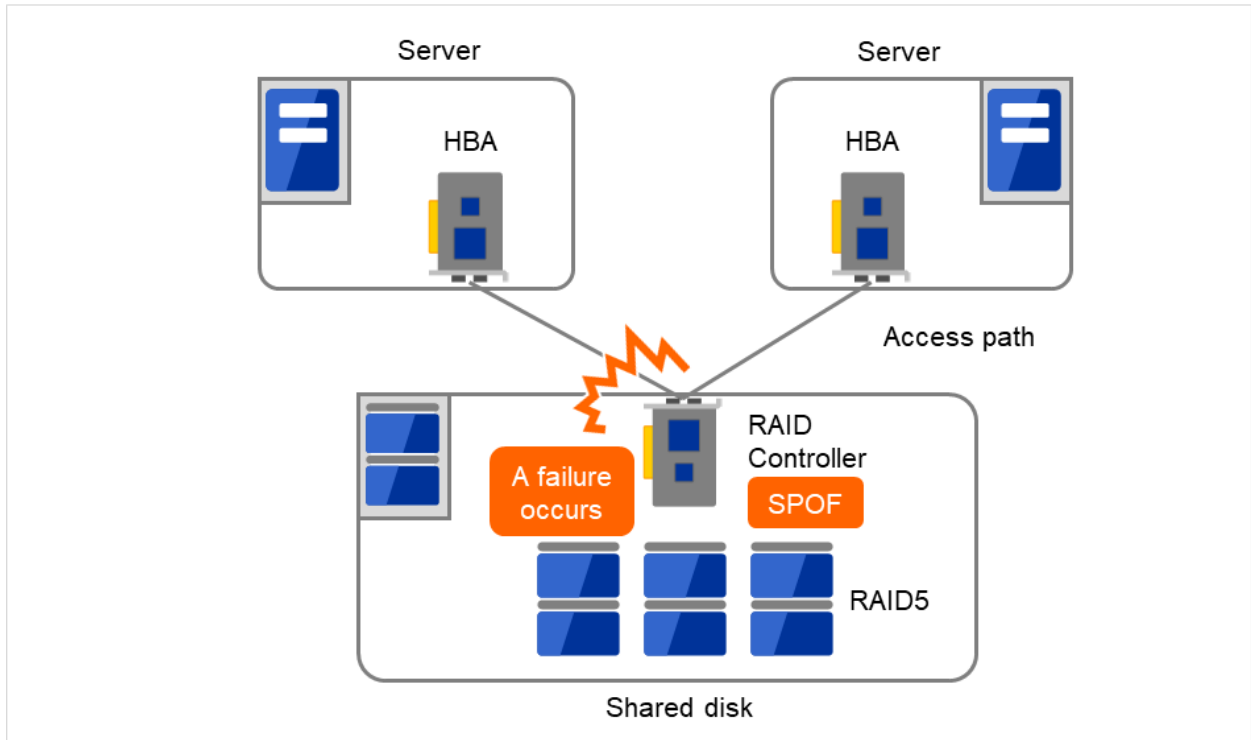 Server
Server
HBA
HBA
Access path
RAID
Controller
A failure
occurs
SPOF
RAID5
Shared disk